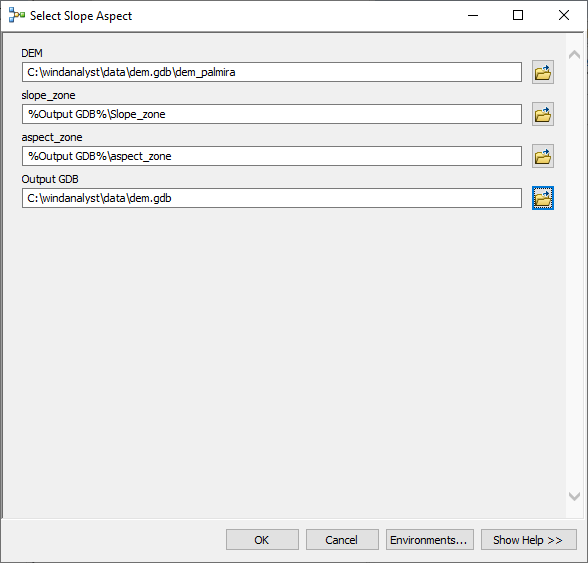 Select Slope Aspect
DEM
C:\windanalyst\data\dem.gdb\dem_palmira
slope_zone
%Output GDB%\Slope_zone
aspect_zone
%Output GDB%\aspect_zone
Output GDB
C:\windanalyst\data\dem.gdb
OK
Cancel
Environments...
Show Help >>